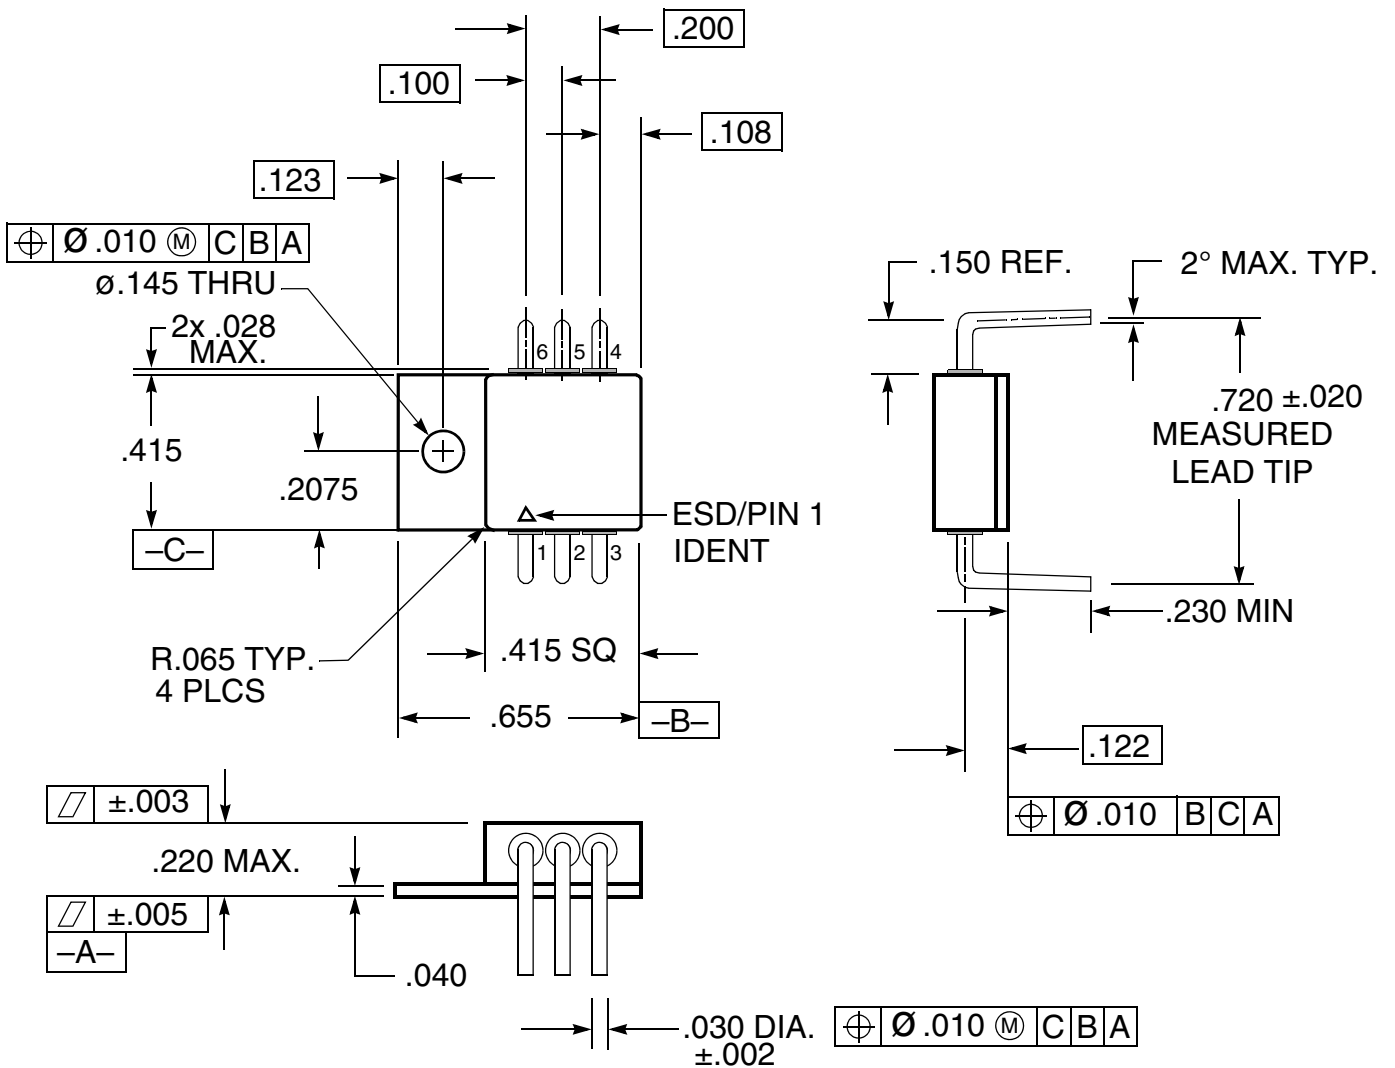 .200
.100
.108
.123
Ø .010 Ⓜ C B A
ø.145 THRU
2x .028
MAX.
6 5 4
.415
.2075
–C–
ESD/PIN 1
IDENT
1 2 3
R.065 TYP.
4 PLCS
.415 SQ
.655
–B–
.150 REF.
2° MAX. TYP.
.720 ±.020
MEASURED
LEAD TIP
.230 MIN
.122
Ø .010 B C A
±.003
.220 MAX.
±.005
–A–
.040
.030 DIA.
±.002
Ø .010 Ⓜ C B A